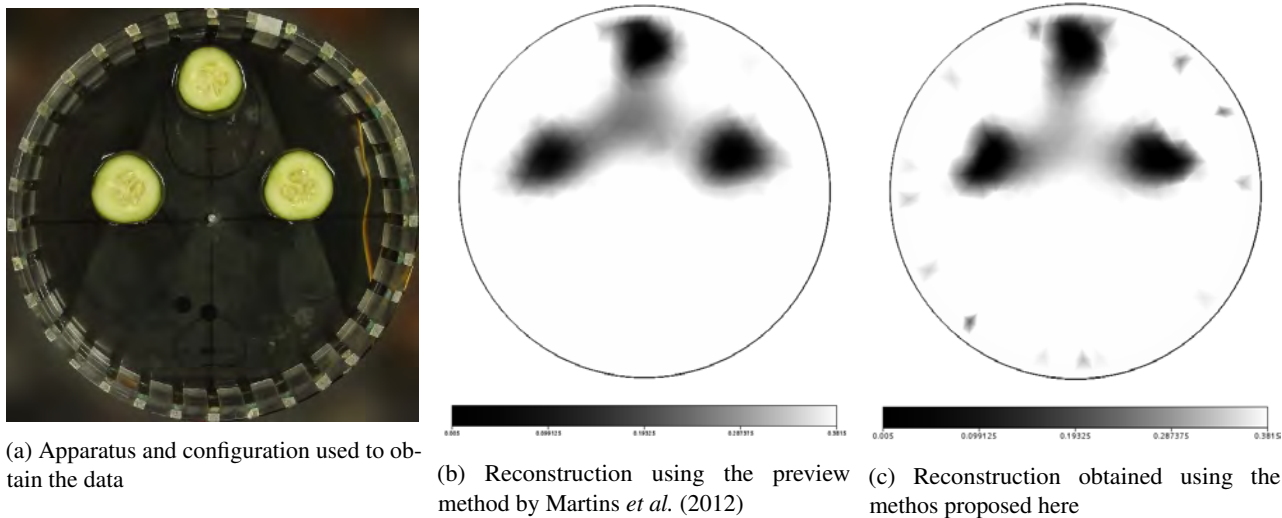 0.005 0.099125 0.19325 0.287375 0.3815
0.005 0.099125 0.19325 0.287375 0.3815
(a) Apparatus and configuration used to ob-
tain the data
(b) Reconstruction using the preview
method by Martins et al. (2012)
(c) Reconstruction obtained using the
methos proposed here